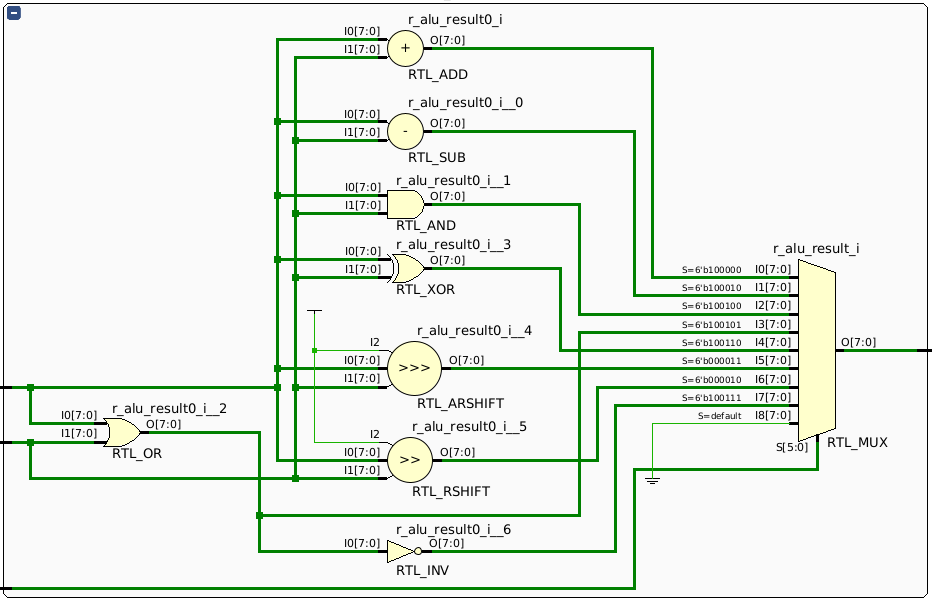 r_alu_result0_i
I0[7:0]
I1[7:0]
+
O[7:0]
RTL_ADD
r_alu_result0_i__0
I0[7:0]
I1[7:0]
-
O[7:0]
RTL_SUB
r_alu_result0_i__1
I0[7:0]
I1[7:0]
O[7:0]
RTL_AND
r_alu_result0_i__3
I0[7:0]
I1[7:0]
O[7:0]
RTL_XOR
r_alu_result0_i__4
I2
I0[7:0]
I1[7:0]
>>>
O[7:0]
RTL_ARSHIFT
r_alu_result0_i__2
I0[7:0]
I1[7:0]
O[7:0]
RTL_OR
r_alu_result0_i__5
I2
I0[7:0]
I1[7:0]
>>
O[7:0]
RTL_RSHIFT
r_alu_result0_i__6
I0[7:0]
O[7:0]
RTL_INV
r_alu_result_i
S=6'b100000 I0[7:0]
S=6'b100010 I1[7:0]
S=6'b100100 I2[7:0]
S=6'b100101 I3[7:0]
S=6'b100110 I4[7:0]
S=6'b000011 I5[7:0]
S=6'b000010 I6[7:0]
S=6'b100111 I7[7:0]
S=default I8[7:0]
O[7:0]
S[5:0]
RTL_MUX